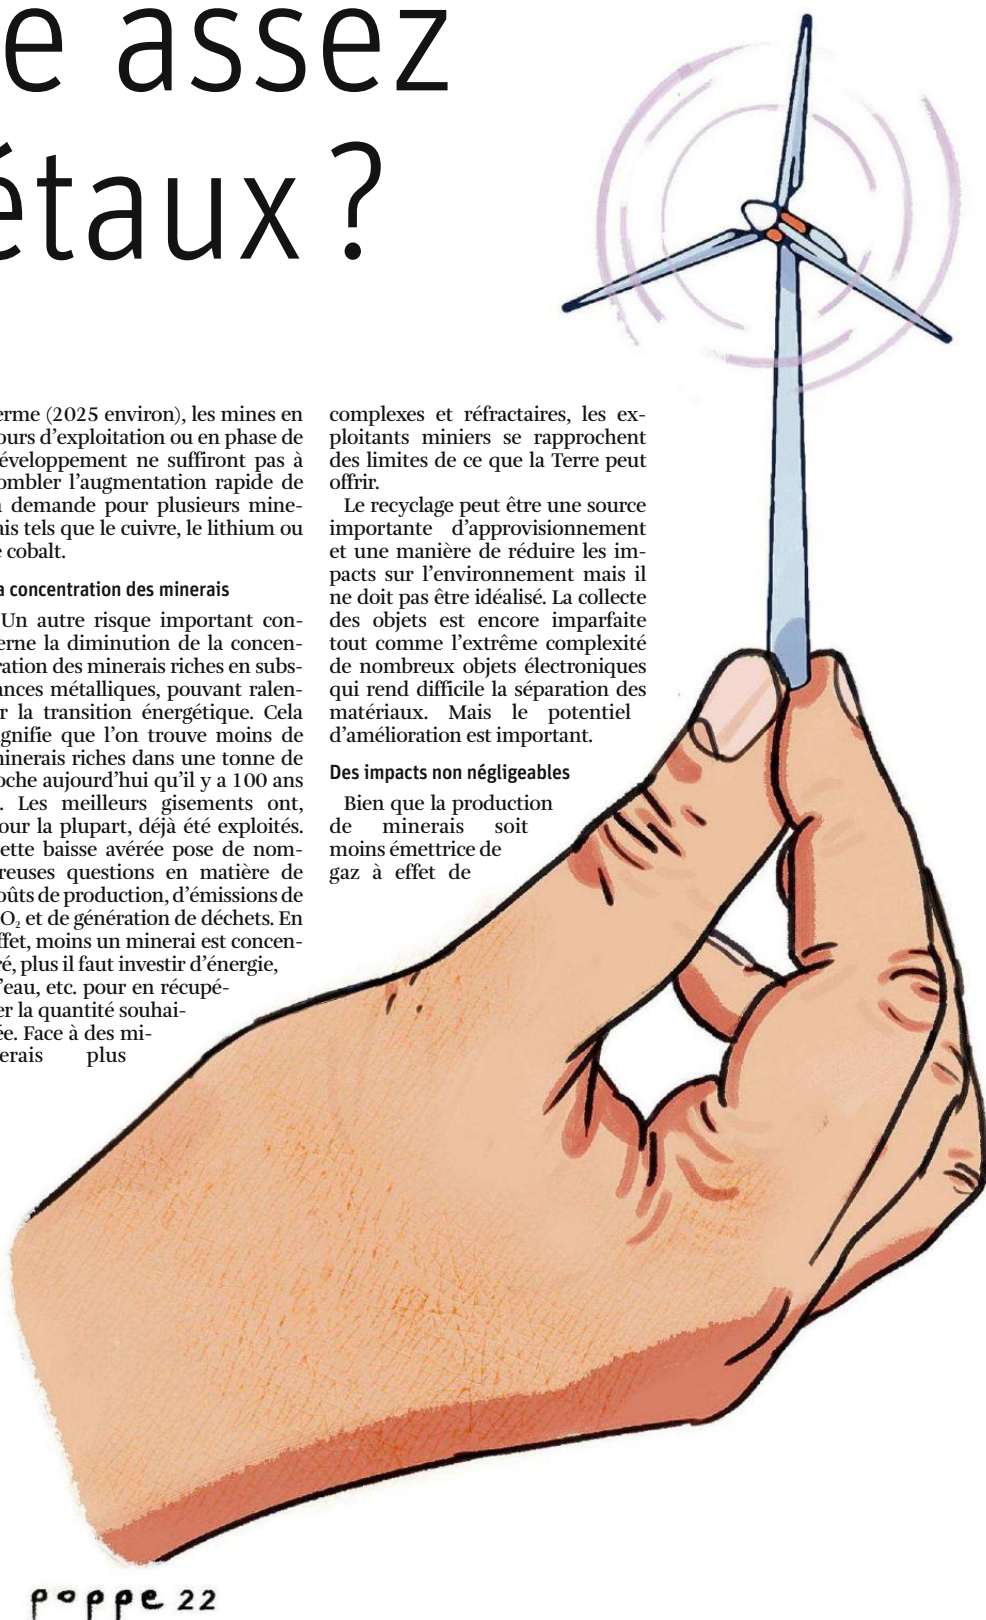 e assez
étaux ?
erme (2025 environ), les mines en
ours d'exploitation ou en phase de
éveloppement ne suffiront pas à
ombler l'augmentation rapide de
a demande pour plusieurs mine-
ais tels que le cuivre, le lithium ou
e cobalt.
a concentration des minerais
Un autre risque important con-
erne la diminution de la concen-
ration des minerais riches en subs-
ances métalliques, pouvant ralen-
r la transition énergétique. Cela
gnifie que l'on trouve moins de
minerais riches dans une tonne de
oche aujourd'hui qu'il y a 100 ans
. Les meilleurs gisements ont,
our la plupart, déjà été exploités.
ette baisse avérée pose de nom-
reuses questions en matière de
oûts de production, d'émissions de
O₂ et de génération de déchets. En
ffet, moins un minerai est concen-
ré, plus il faut investir d'énergie,
'eau, etc. pour en récupé-
er la quantité souhai-
ée. Face à des mi-
erais plus
complexes et réfractaires, les ex-
ploitants miniers se rapprochent
des limites de ce que la Terre peut
offrir.
Le recyclage peut être une source
importante d'approvisionnement
et une manière de réduire les im-
pacts sur l'environnement mais il
ne doit pas être idéalisé. La collecte
des objets est encore imparfaite
tout comme l'extrême complexité
de nombreux objets électroniques
qui rend difficile la séparation des
matériaux. Mais le potentiel
d'amélioration est important.
Des impacts non négligeables
Bien que la production
de minerais soit
moins émettrice de
gaz à effet de
poppe 22